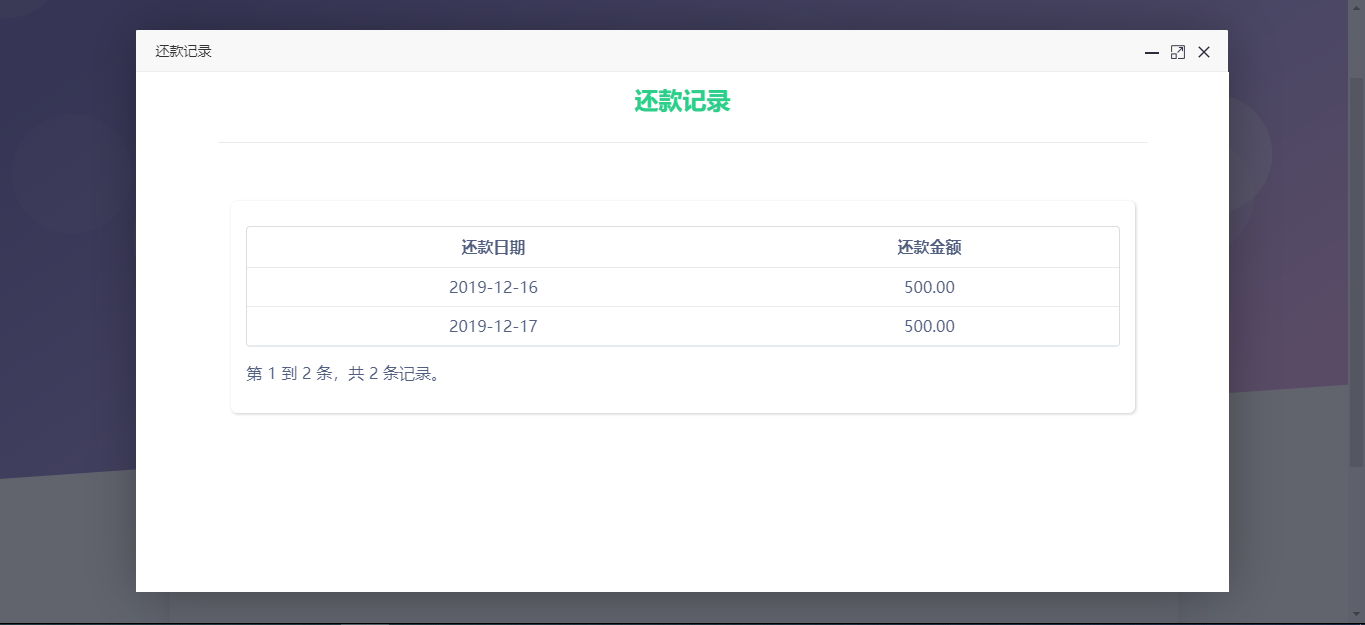 还款记录
还款记录
还款日期 还款金额
2019-12-16 500.00
2019-12-17 500.00
第 1 到 2 条，共 2 条记录。